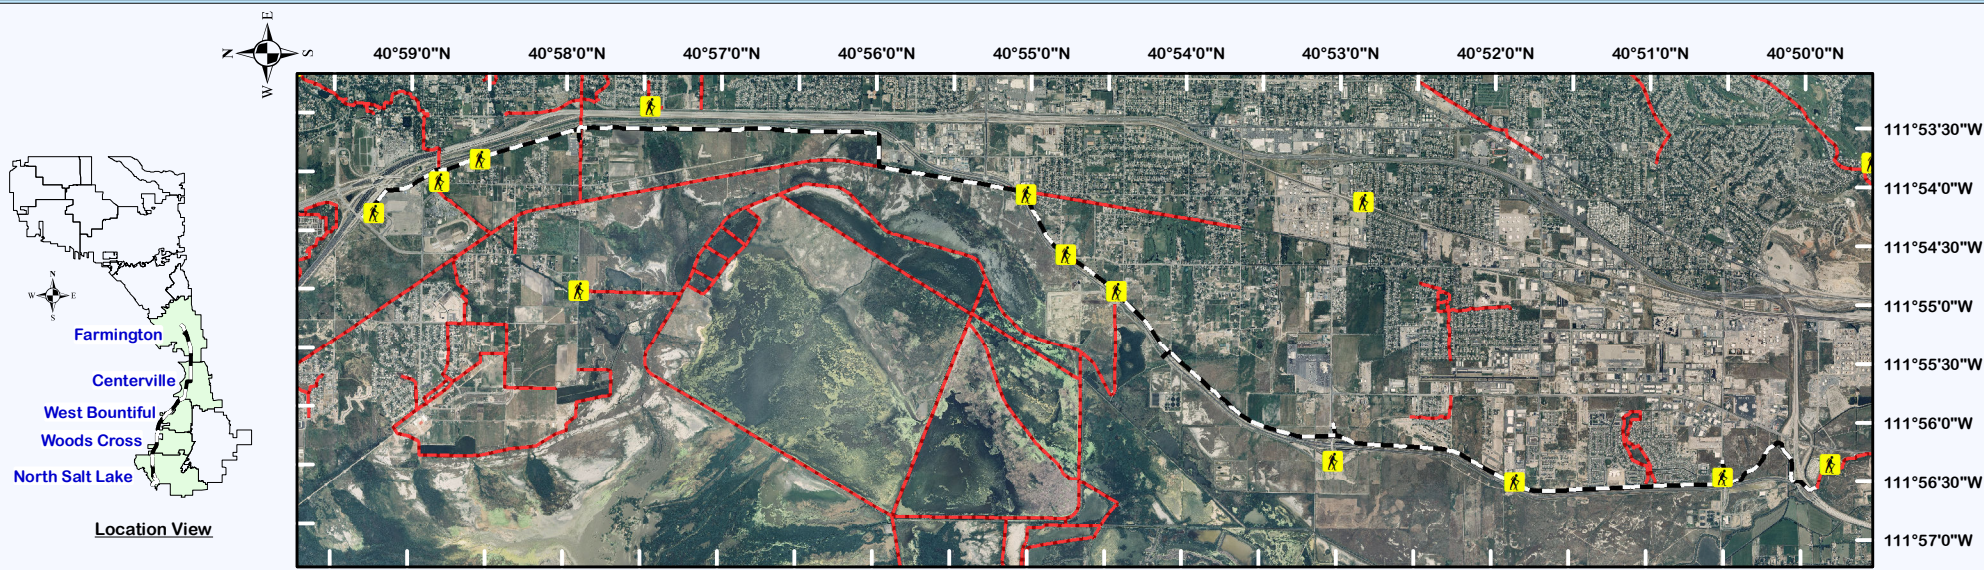 E
N
S
W
40°59'0"N
40°58'0"N
40°57'0"N
40°56'0"N
40°55'0"N
40°54'0"N
40°53'0"N
40°52'0"N
40°51'0"N
40°50'0"N
111°53'30"W
111°54'0"W
111°54'30"W
111°55'0"W
111°55'30"W
111°56'0"W
111°56'30"W
111°57'0"W
N
W
E
S
Farmington
Centerville
West Bountiful
Woods Cross
North Salt Lake
Location View